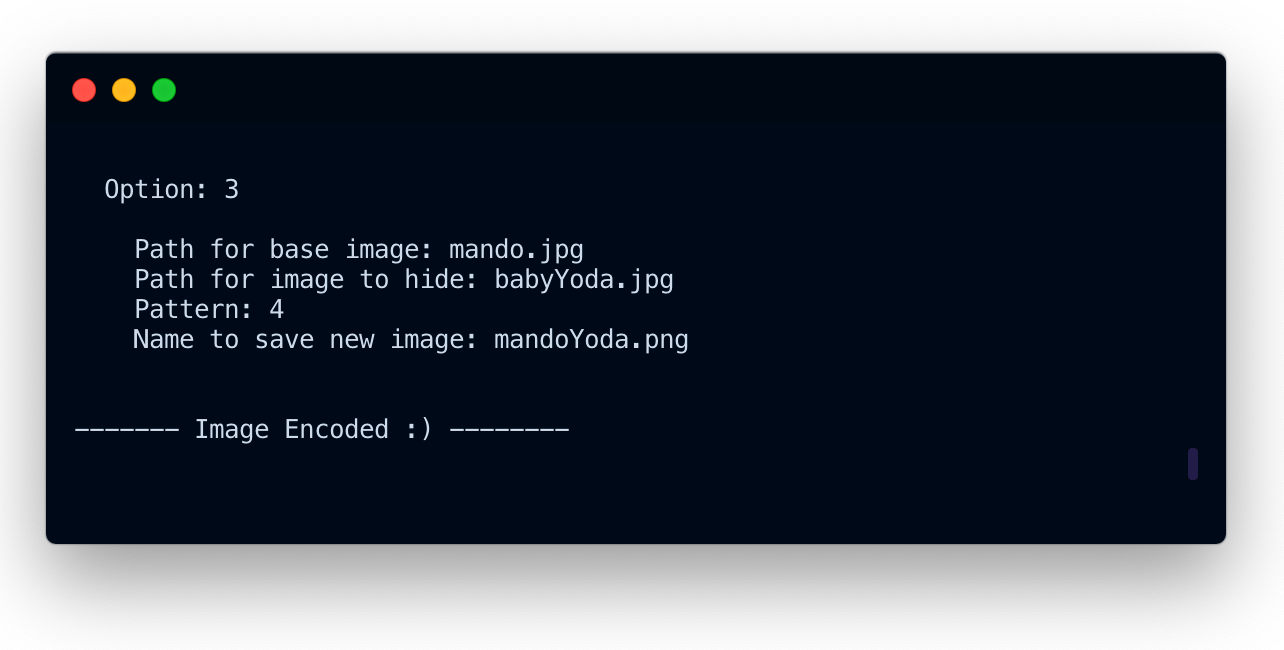 Option: 3
Path for base image: mando.jpg
Path for image to hide: babyYoda.jpg
Pattern: 4
Name to save new image: mandoYoda.png
------- Image Encoded :) --------